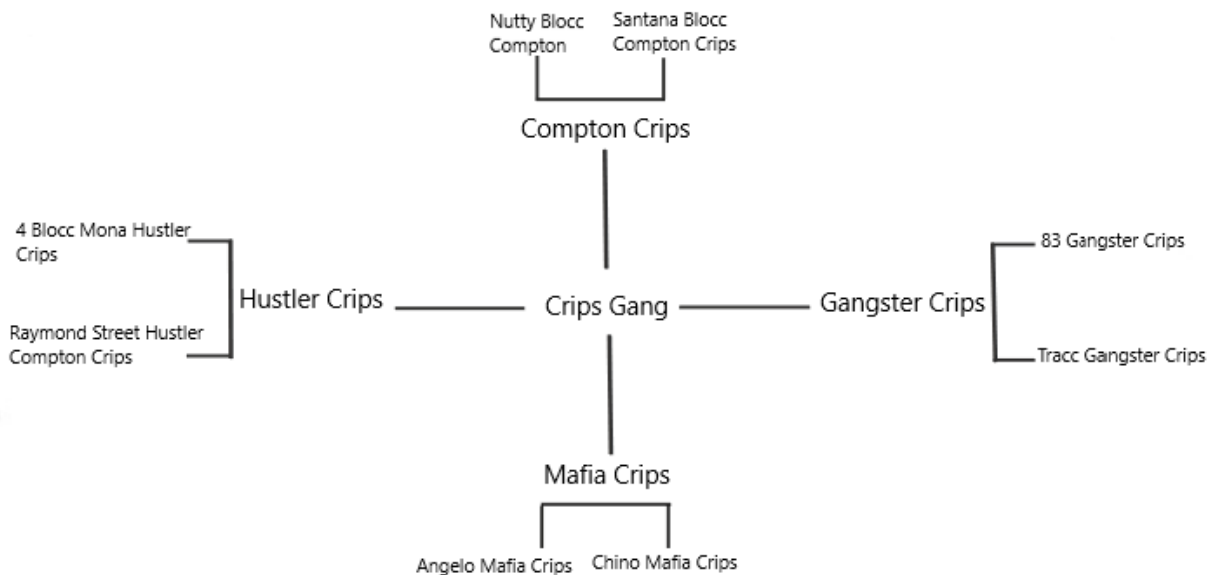 Nutty Blocc
Compton
Santana Blocc
Compton Crips
Compton Crips
4 Blocc Mona Hustler
Crips
Hustler Crips
Raymond Street Hustler
Compton Crips
Crips Gang
Gangster Crips
83 Gangster Crips
Tracc Gangster Crips
Mafia Crips
Angelo Mafia Crips
Chino Mafia Crips